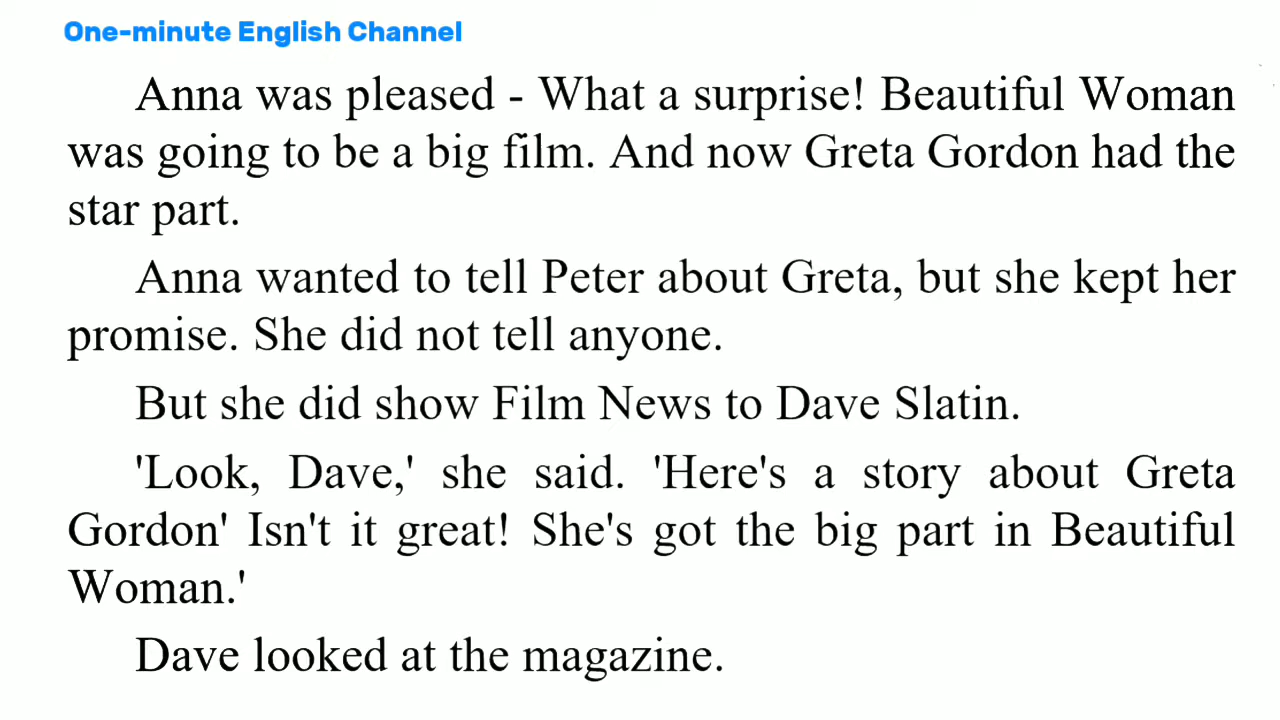 One-minute English Channel
Anna was pleased - What a surprise! Beautiful Woman
was going to be a big film. And now Greta Gordon had the
star part.
Anna wanted to tell Peter about Greta, but she kept her
promise. She did not tell anyone.
But she did show Film News to Dave Slatin.
'Look, Dave,' she said. 'Here's a story about Greta
Gordon' Isn't it great! She's got the big part in Beautiful
Woman.'
Dave looked at the magazine.